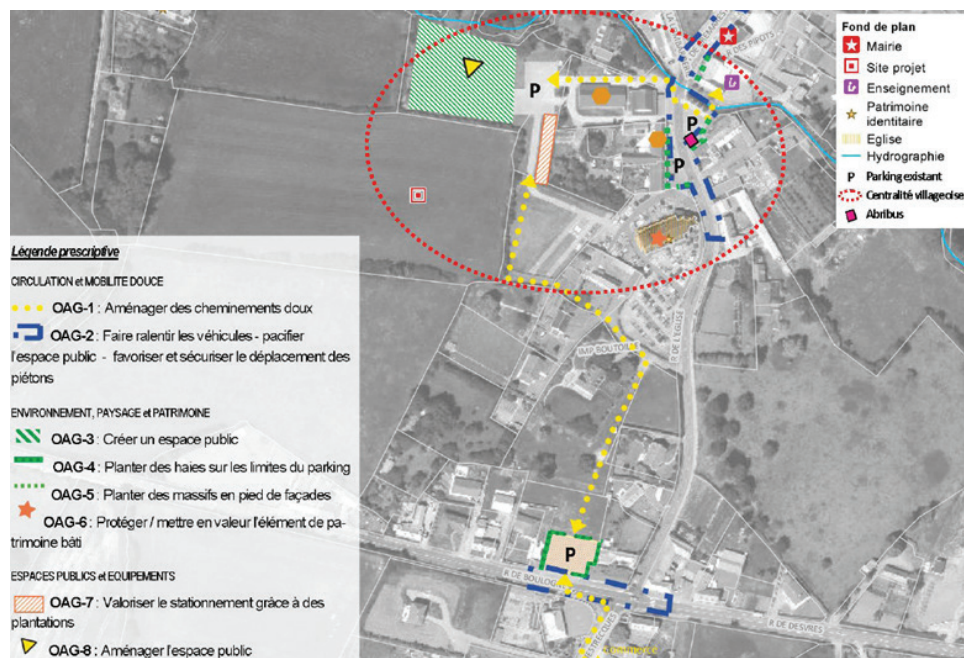 Fond de plan
Mairie
Site projet
Enseignement
Patrimoine
identitaire
Eglise
Hydrographie
P Parking existant
Centralité villageoise
Abribus
R DES PIPOTS
P
P
P
Légende prescriptive
CIRCULATION et MOBILITE DOUCE
OAG-1 : Aménager des cheminements doux
OAG-2 : Faire ralentir les véhicules - pacifier
l'espace public - favoriser et sécuriser le déplacement des
piétons
ENVIRONNEMENT, PAYSAGE et PATRIMOINE
OAG-3 : Créer un espace public
OAG-4 : Planter des haies sur les limites du parking
OAG-5 : Planter des massifs en pied de façades
OAG-6 : Protéger / mettre en valeur l'élément de pa-
trimoine bâti
ESPACES PUBLICS et EQUIPEMENTS
OAG-7 : Valoriser le stationnement grâce à des
plantations
OAG-8 : Aménager l'espace public
IMP BOUTOILLE
R DE L'EGLISE
P
R DE BOULOG
R DE DESVRES
ESTRECQUES